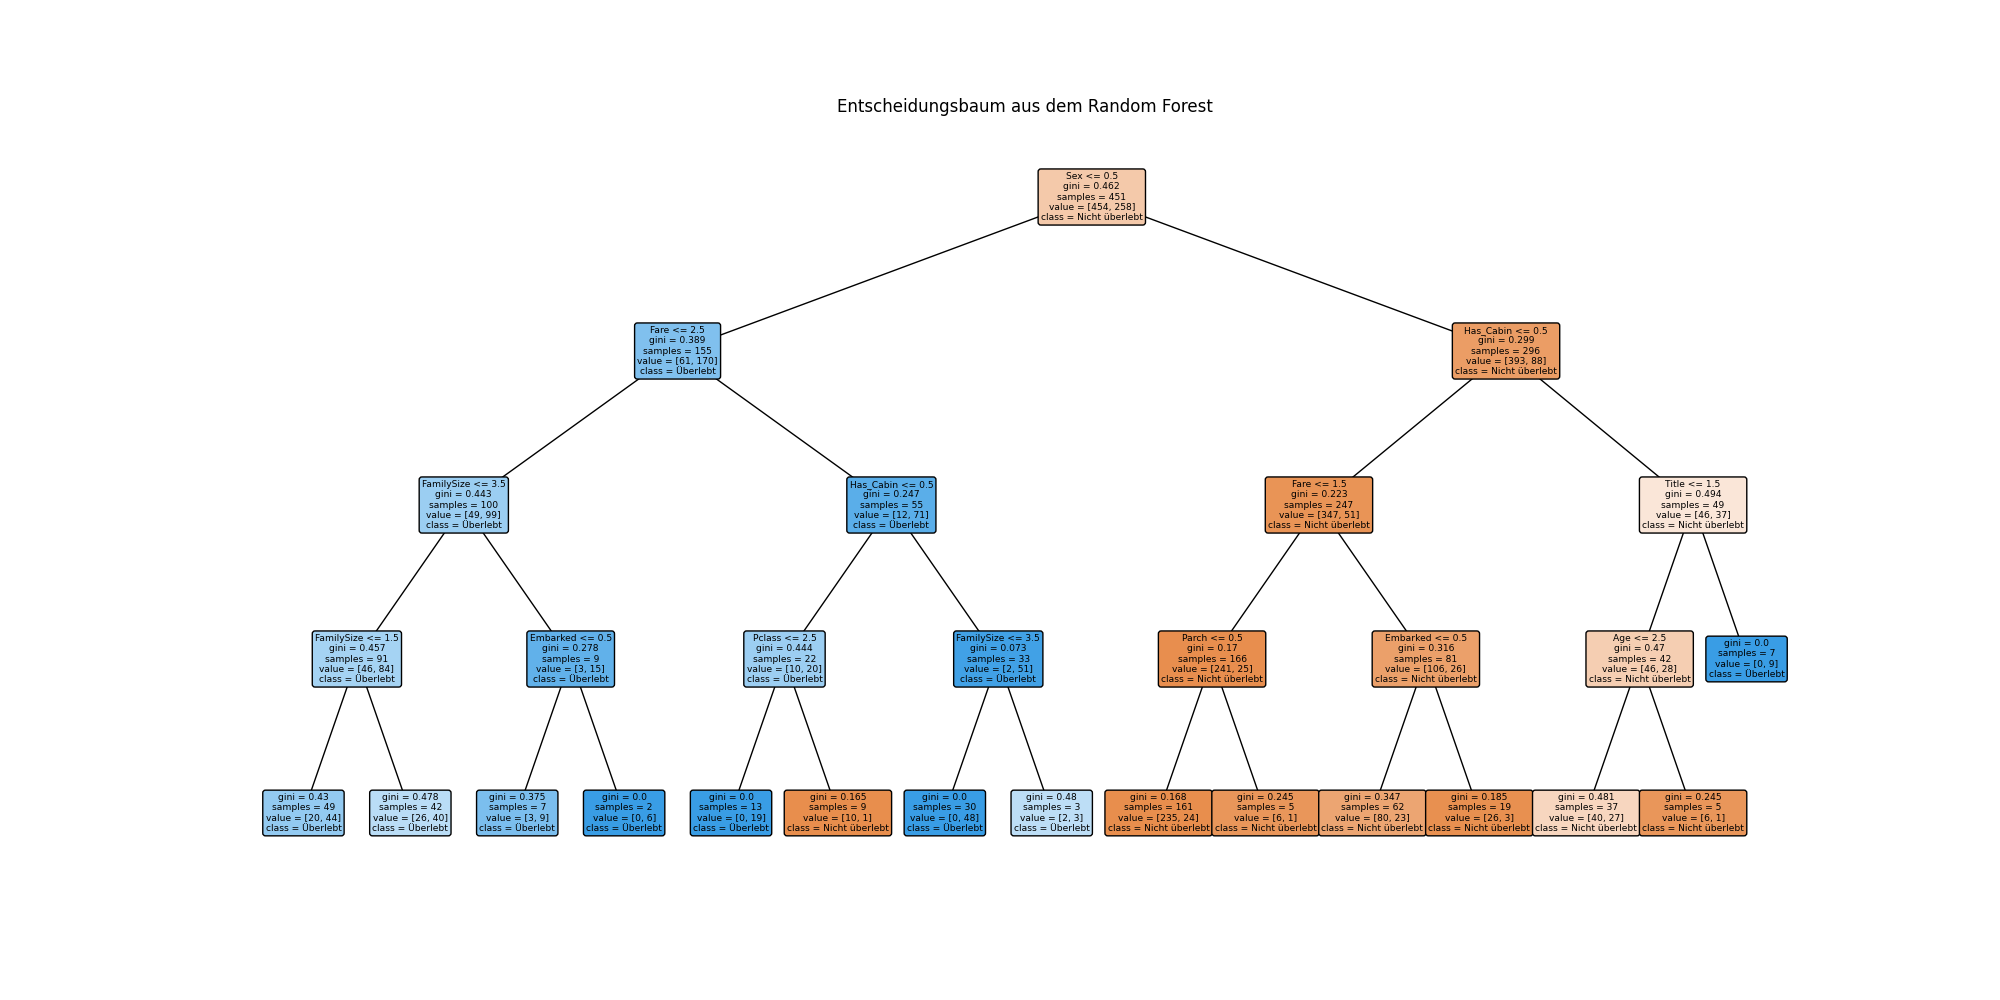 Entscheidungsbaum aus dem Random Forest
Sex <= 0.5
gini = 0.462
samples = 451
value = [454, 258]
class = Nicht überlebt
Fare <= 2.5
gini = 0.389
samples = 155
value = [61, 170]
class = Überlebt
Has_Cabin <= 0.5
gini = 0.299
samples = 296
value = [393, 88]
class = Nicht überlebt
FamilySize <= 3.5
gini = 0.443
samples = 100
value = [49, 99]
class = Überlebt
Has_Cabin <= 0.5
gini = 0.247
samples = 55
value = [12, 71]
class = Überlebt
Fare <= 1.5
gini = 0.223
samples = 247
value = [347, 51]
class = Nicht überlebt
Title <= 1.5
gini = 0.494
samples = 49
value = [46, 37]
class = Nicht überlebt
FamilySize <= 1.5
gini = 0.457
samples = 91
value = [46, 84]
class = Überlebt
Embarked <= 0.5
gini = 0.278
samples = 9
value = [3, 15]
class = Überlebt
Pclass <= 2.5
gini = 0.444
samples = 22
value = [10, 20]
class = Überlebt
FamilySize <= 3.5
gini = 0.073
samples = 33
value = [2, 51]
class = Überlebt
Parch <= 0.5
gini = 0.17
samples = 166
value = [241, 25]
class = Nicht überlebt
Embarked <= 0.5
gini = 0.316
samples = 81
value = [106, 26]
class = Nicht überlebt
Age <= 2.5
gini = 0.47
samples = 42
value = [46, 28]
class = Nicht überlebt
gini = 0.0
samples = 7
value = [0, 9]
class = Überlebt
gini = 0.43
samples = 49
value = [20, 44]
class = Überlebt
gini = 0.478
samples = 42
value = [26, 40]
class = Überlebt
gini = 0.375
samples = 7
value = [3, 9]
class = Überlebt
gini = 0.0
samples = 2
value = [0, 6]
class = Überlebt
gini = 0.0
samples = 13
value = [0, 19]
class = Überlebt
gini = 0.165
samples = 9
value = [10, 1]
class = Nicht überlebt
gini = 0.0
samples = 30
value = [0, 48]
class = Überlebt
gini = 0.48
samples = 3
value = [2, 3]
class = Überlebt
gini = 0.168
samples = 161
value = [235, 24]
class = Nicht überlebt
gini = 0.245
samples = 5
value = [6, 1]
class = Nicht überlebt
gini = 0.347
samples = 62
value = [80, 23]
class = Nicht überlebt
gini = 0.185
samples = 19
value = [26, 3]
class = Nicht überlebt
gini = 0.481
samples = 37
value = [40, 27]
class = Nicht überlebt
gini = 0.245
samples = 5
value = [6, 1]
class = Nicht überlebt